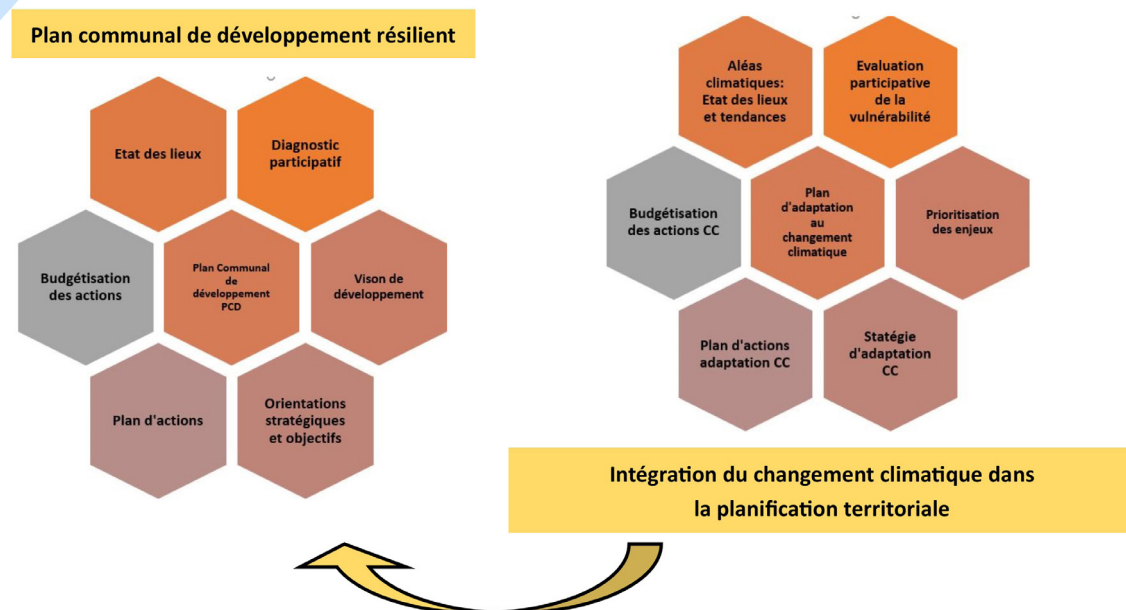 Plan communal de développement résilient
Etat des lieux
Diagnostic
participatif
Budgétisation
des actions
Plan Communal
de
développement
PCD
Vison de
développement
Plan d'actions
Orientations
stratégiques
et objectifs
Aléas
climatiques:
Etat des lieux
et tendances
Evaluation
participative
de la
vulnérabilité
Budgétisation
des actions CC
Plan
d'adaptation
au
changement
climatique
Prioritisation
des enjeux
Plan d'actions
adaptation CC
Statégie
d'adaptation
CC
Intégration du changement climatique dans
la planification territoriale